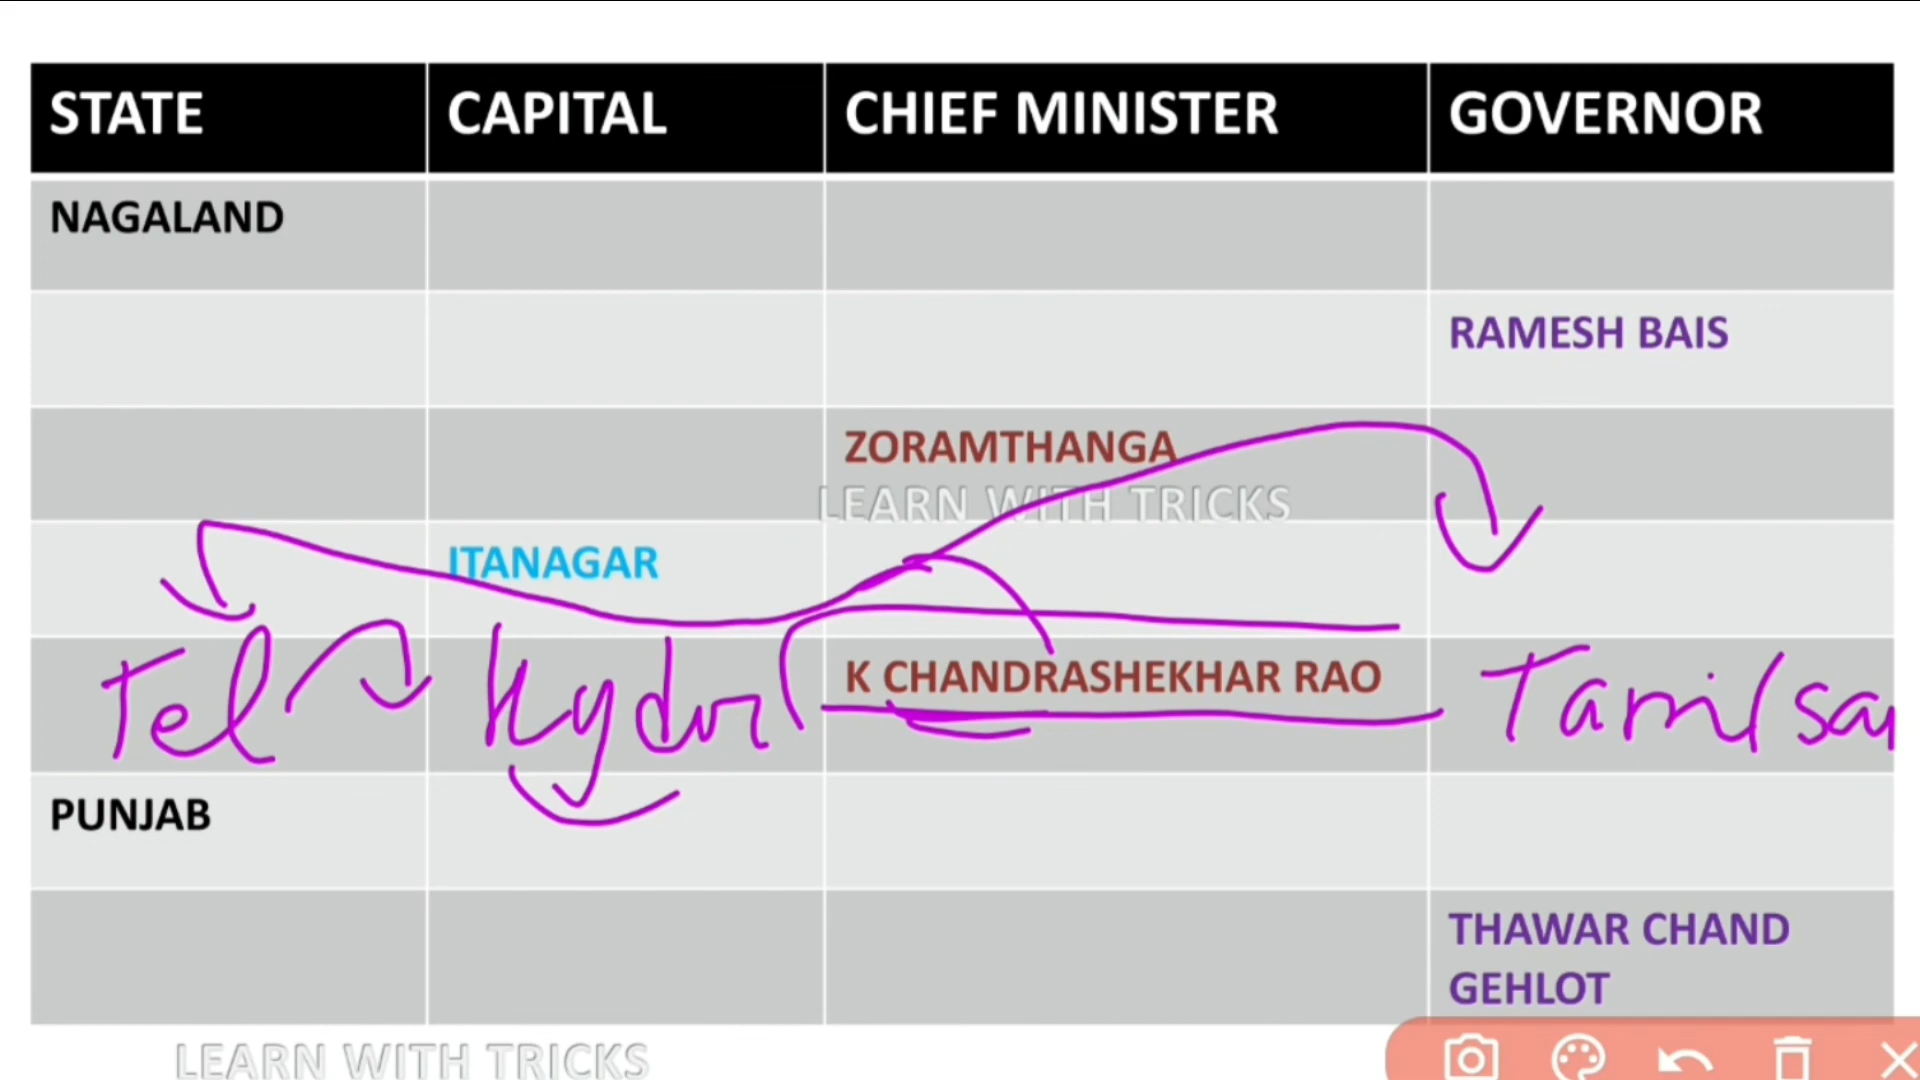 STATE CAPITAL CHIEF MINISTER GOVERNOR
NAGALAND
RAMESH BAIS
ZORAMTHANGA
LEARN WITH TRICKS
ITANAGAR
Tel Hydr K CHANDRASHEKHAR RAO Tamilsa
PUNJAB
THAWAR CHAND
GEHLOT
LEARN WITH TRICKS